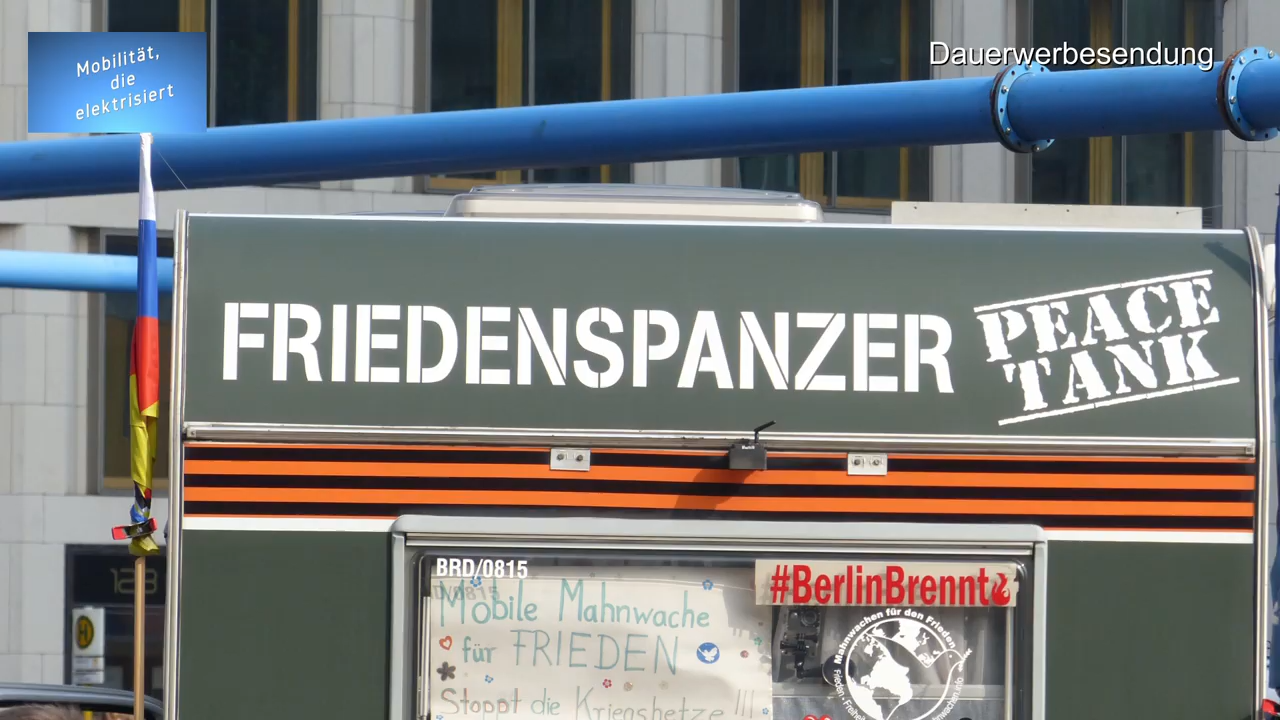 Mobilität,
die
elektrisiert
Dauerwerbesendung
FRIEDENSPANZER
PEACE
TANK
BRD/0815
#BerlinBrennt
Mobile Mahnwache
für FRIEDEN
Stoppt die Kriegshetze !!!
Mahnwachen für den Frieden
123
H